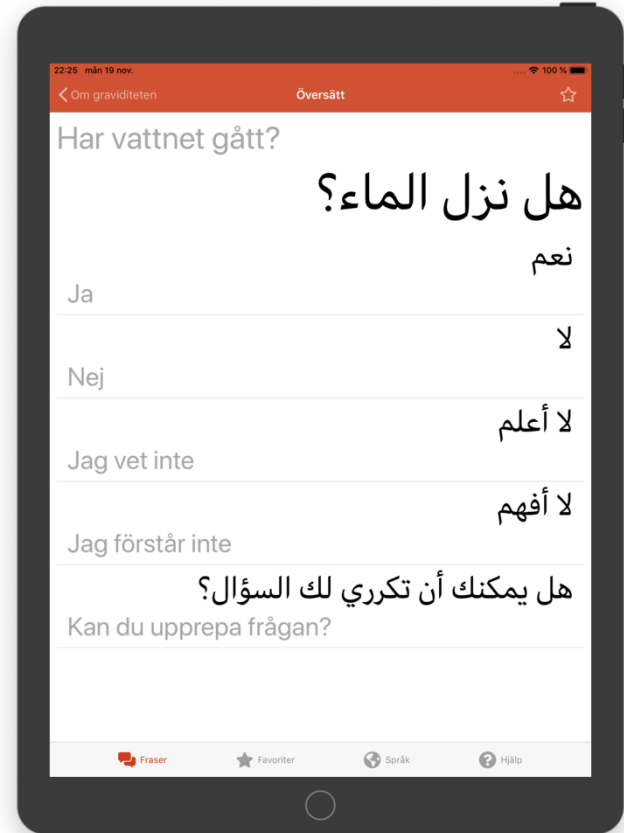 22:25 mån 19 nov. 100 %
Om graviditeten Översätt
Har vattnet gått?
هل نزل الماء؟
نعم
Ja
لا
Nej
لا أعلم
Jag vet inte
لا أفهم
Jag förstår inte
هل يمكنك أن تكرري لك السؤال؟
Kan du upprepa frågan?
Fraser Favoriter Språk Hjälp